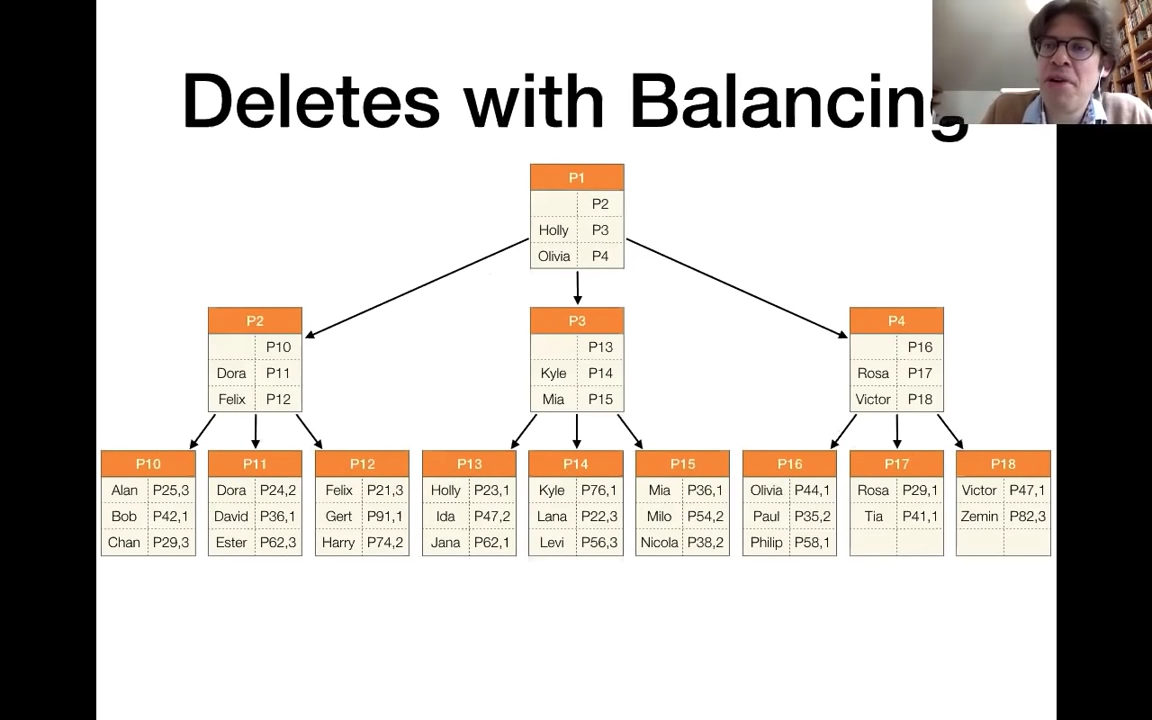 Deletes with Balancing
P1
P2
Holly P3
Olivia P4
P2
P10
Dora P11
Felix P12
P3
P13
Kyle P14
Mia P15
P4
P16
Rosa P17
Victor P18
P10
Alan P25,3
Bob P42,1
Chan P29,3
P11
Dora P24,2
David P36,1
Ester P62,3
P12
Felix P21,3
Gert P91,1
Harry P74,2
P13
Holly P23,1
Ida P47,2
Jana P62,1
P14
Kyle P76,1
Lana P22,3
Levi P56,3
P15
Mia P36,1
Milo P54,2
Nicola P38,2
P16
Olivia P44,1
Paul P35,2
Philip P58,1
P17
Rosa P29,1
Tia P41,1
P18
Victor P47,1
Zemin P82,3